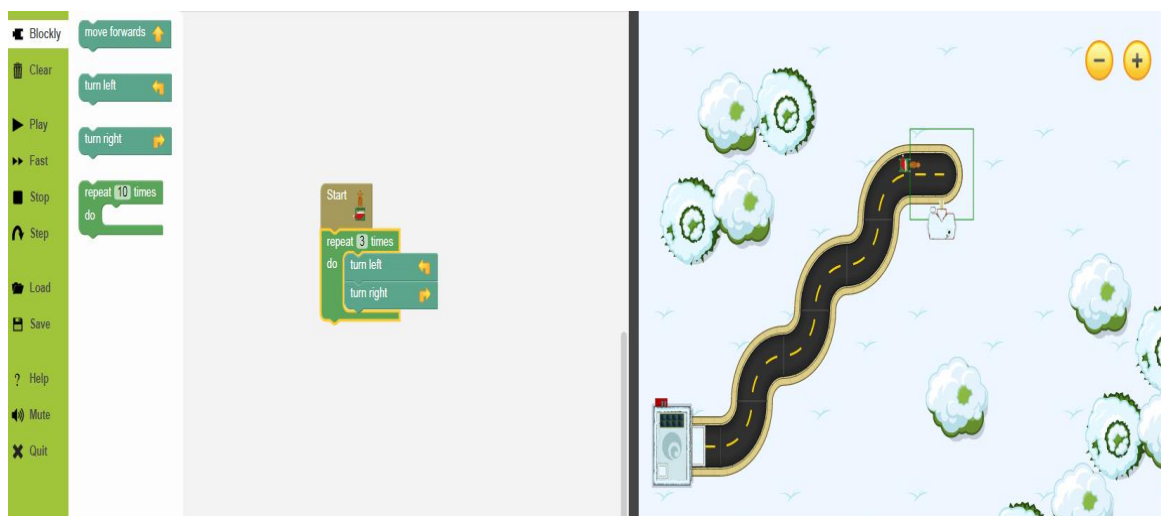 Blockly
Clear
Play
Fast
Stop
Step
Load
Save
? Help
Mute
Quit
move forwards
turn left
turn right
repeat 10 times
do
Start
repeat 3 times
do turn left
turn right
- +